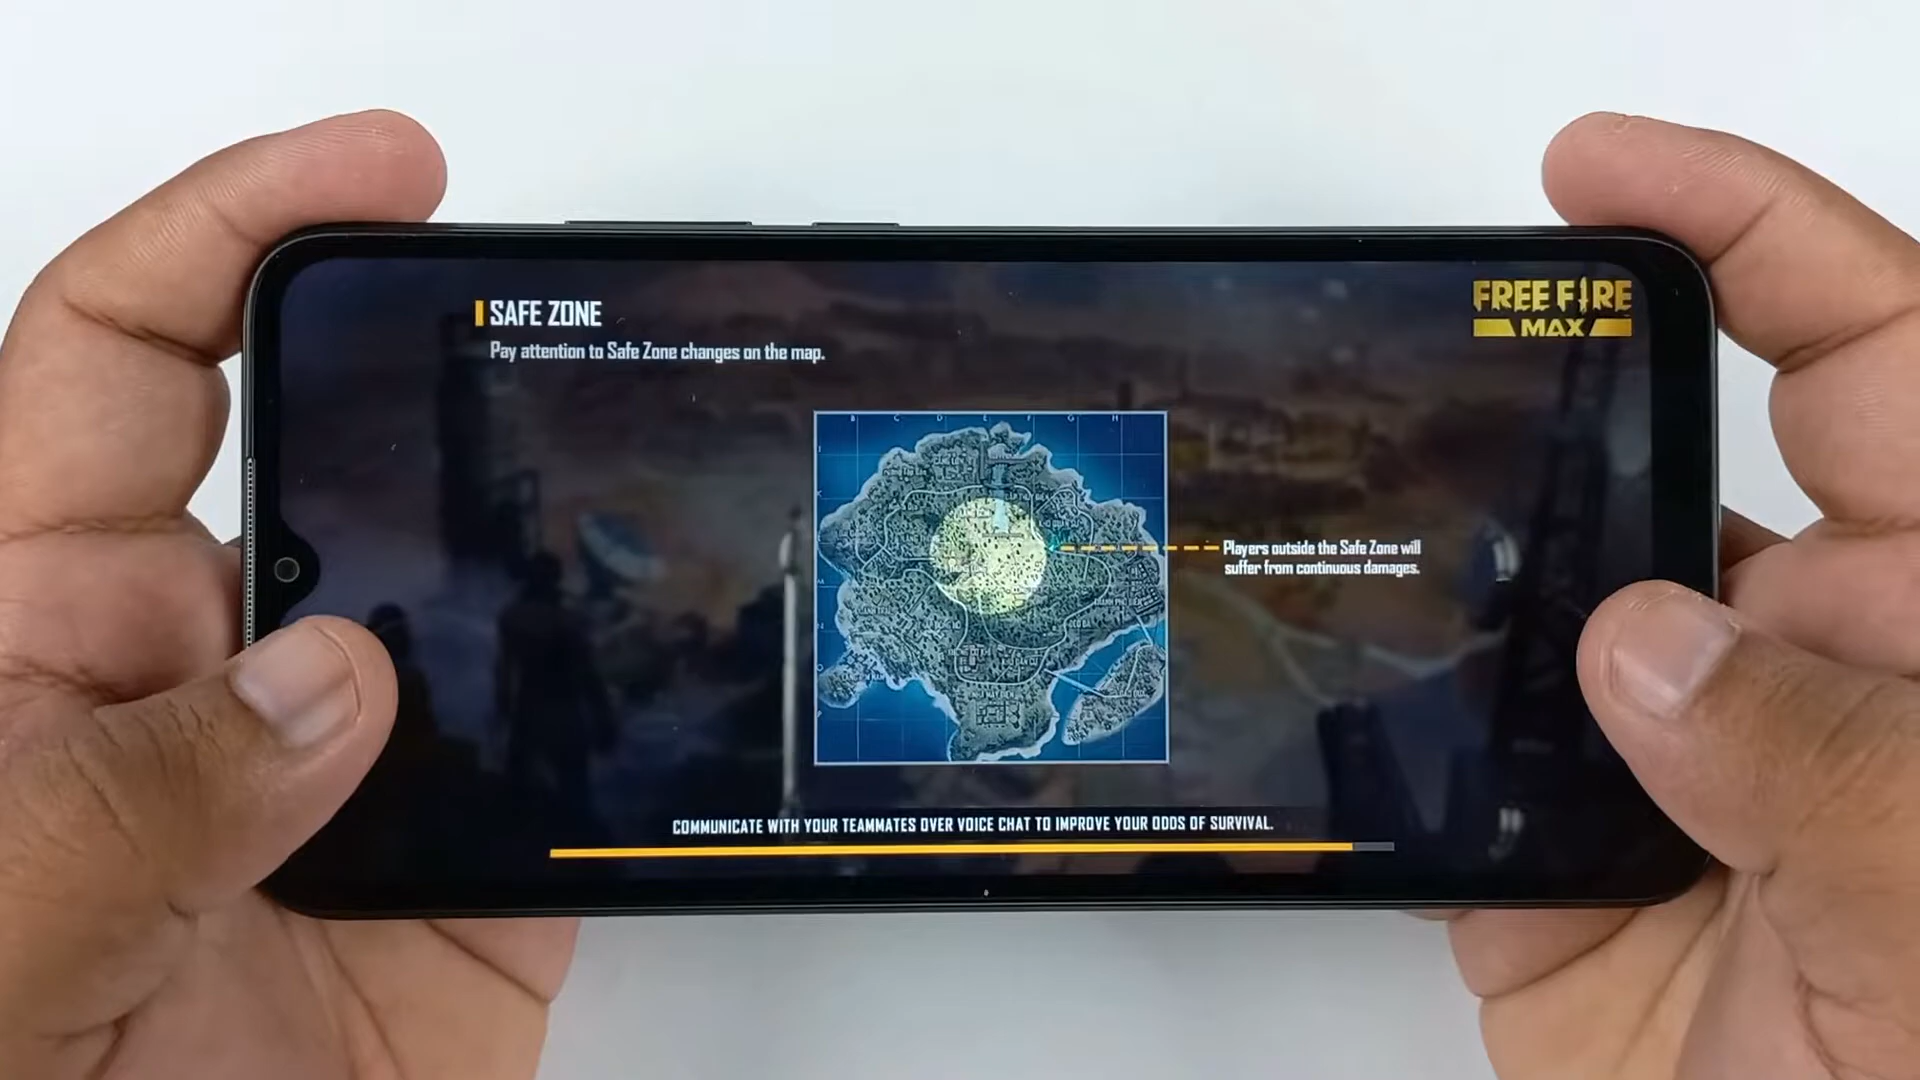 SAFE ZONE
Pay attention to Safe Zone changes on the map.
FREE FIRE
MAX
B C D E F G H
Players outside the Safe Zone will
suffer from continuous damages.
COMMUNICATE WITH YOUR TEAMMATES OVER VOICE CHAT TO IMPROVE YOUR ODDS OF SURVIVAL.